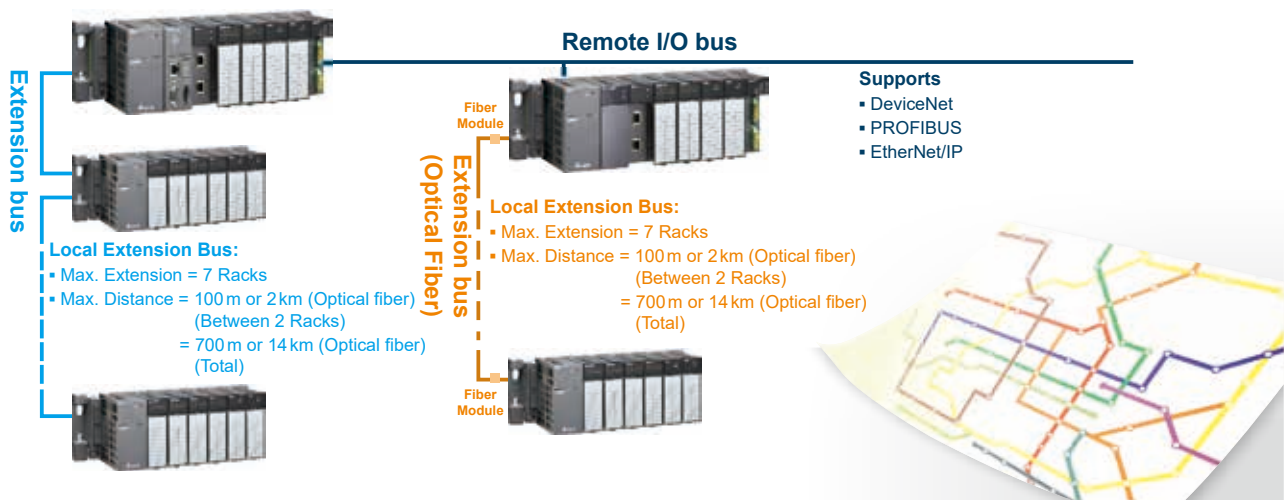 Remote I/O bus
Extension bus
Supports
▪ DeviceNet
▪ PROFIBUS
▪ EtherNet/IP
Fiber
Module
Extension bus
(Optical Fiber)
Local Extension Bus:
▪ Max. Extension = 7 Racks
▪ Max. Distance = 100 m or 2 km (Optical fiber)
(Between 2 Racks)
= 700 m or 14 km (Optical fiber)
(Total)
Local Extension Bus:
▪ Max. Extension = 7 Racks
▪ Max. Distance = 100 m or 2 km (Optical fiber)
(Between 2 Racks)
= 700 m or 14 km (Optical fiber)
(Total)
Fiber
Module